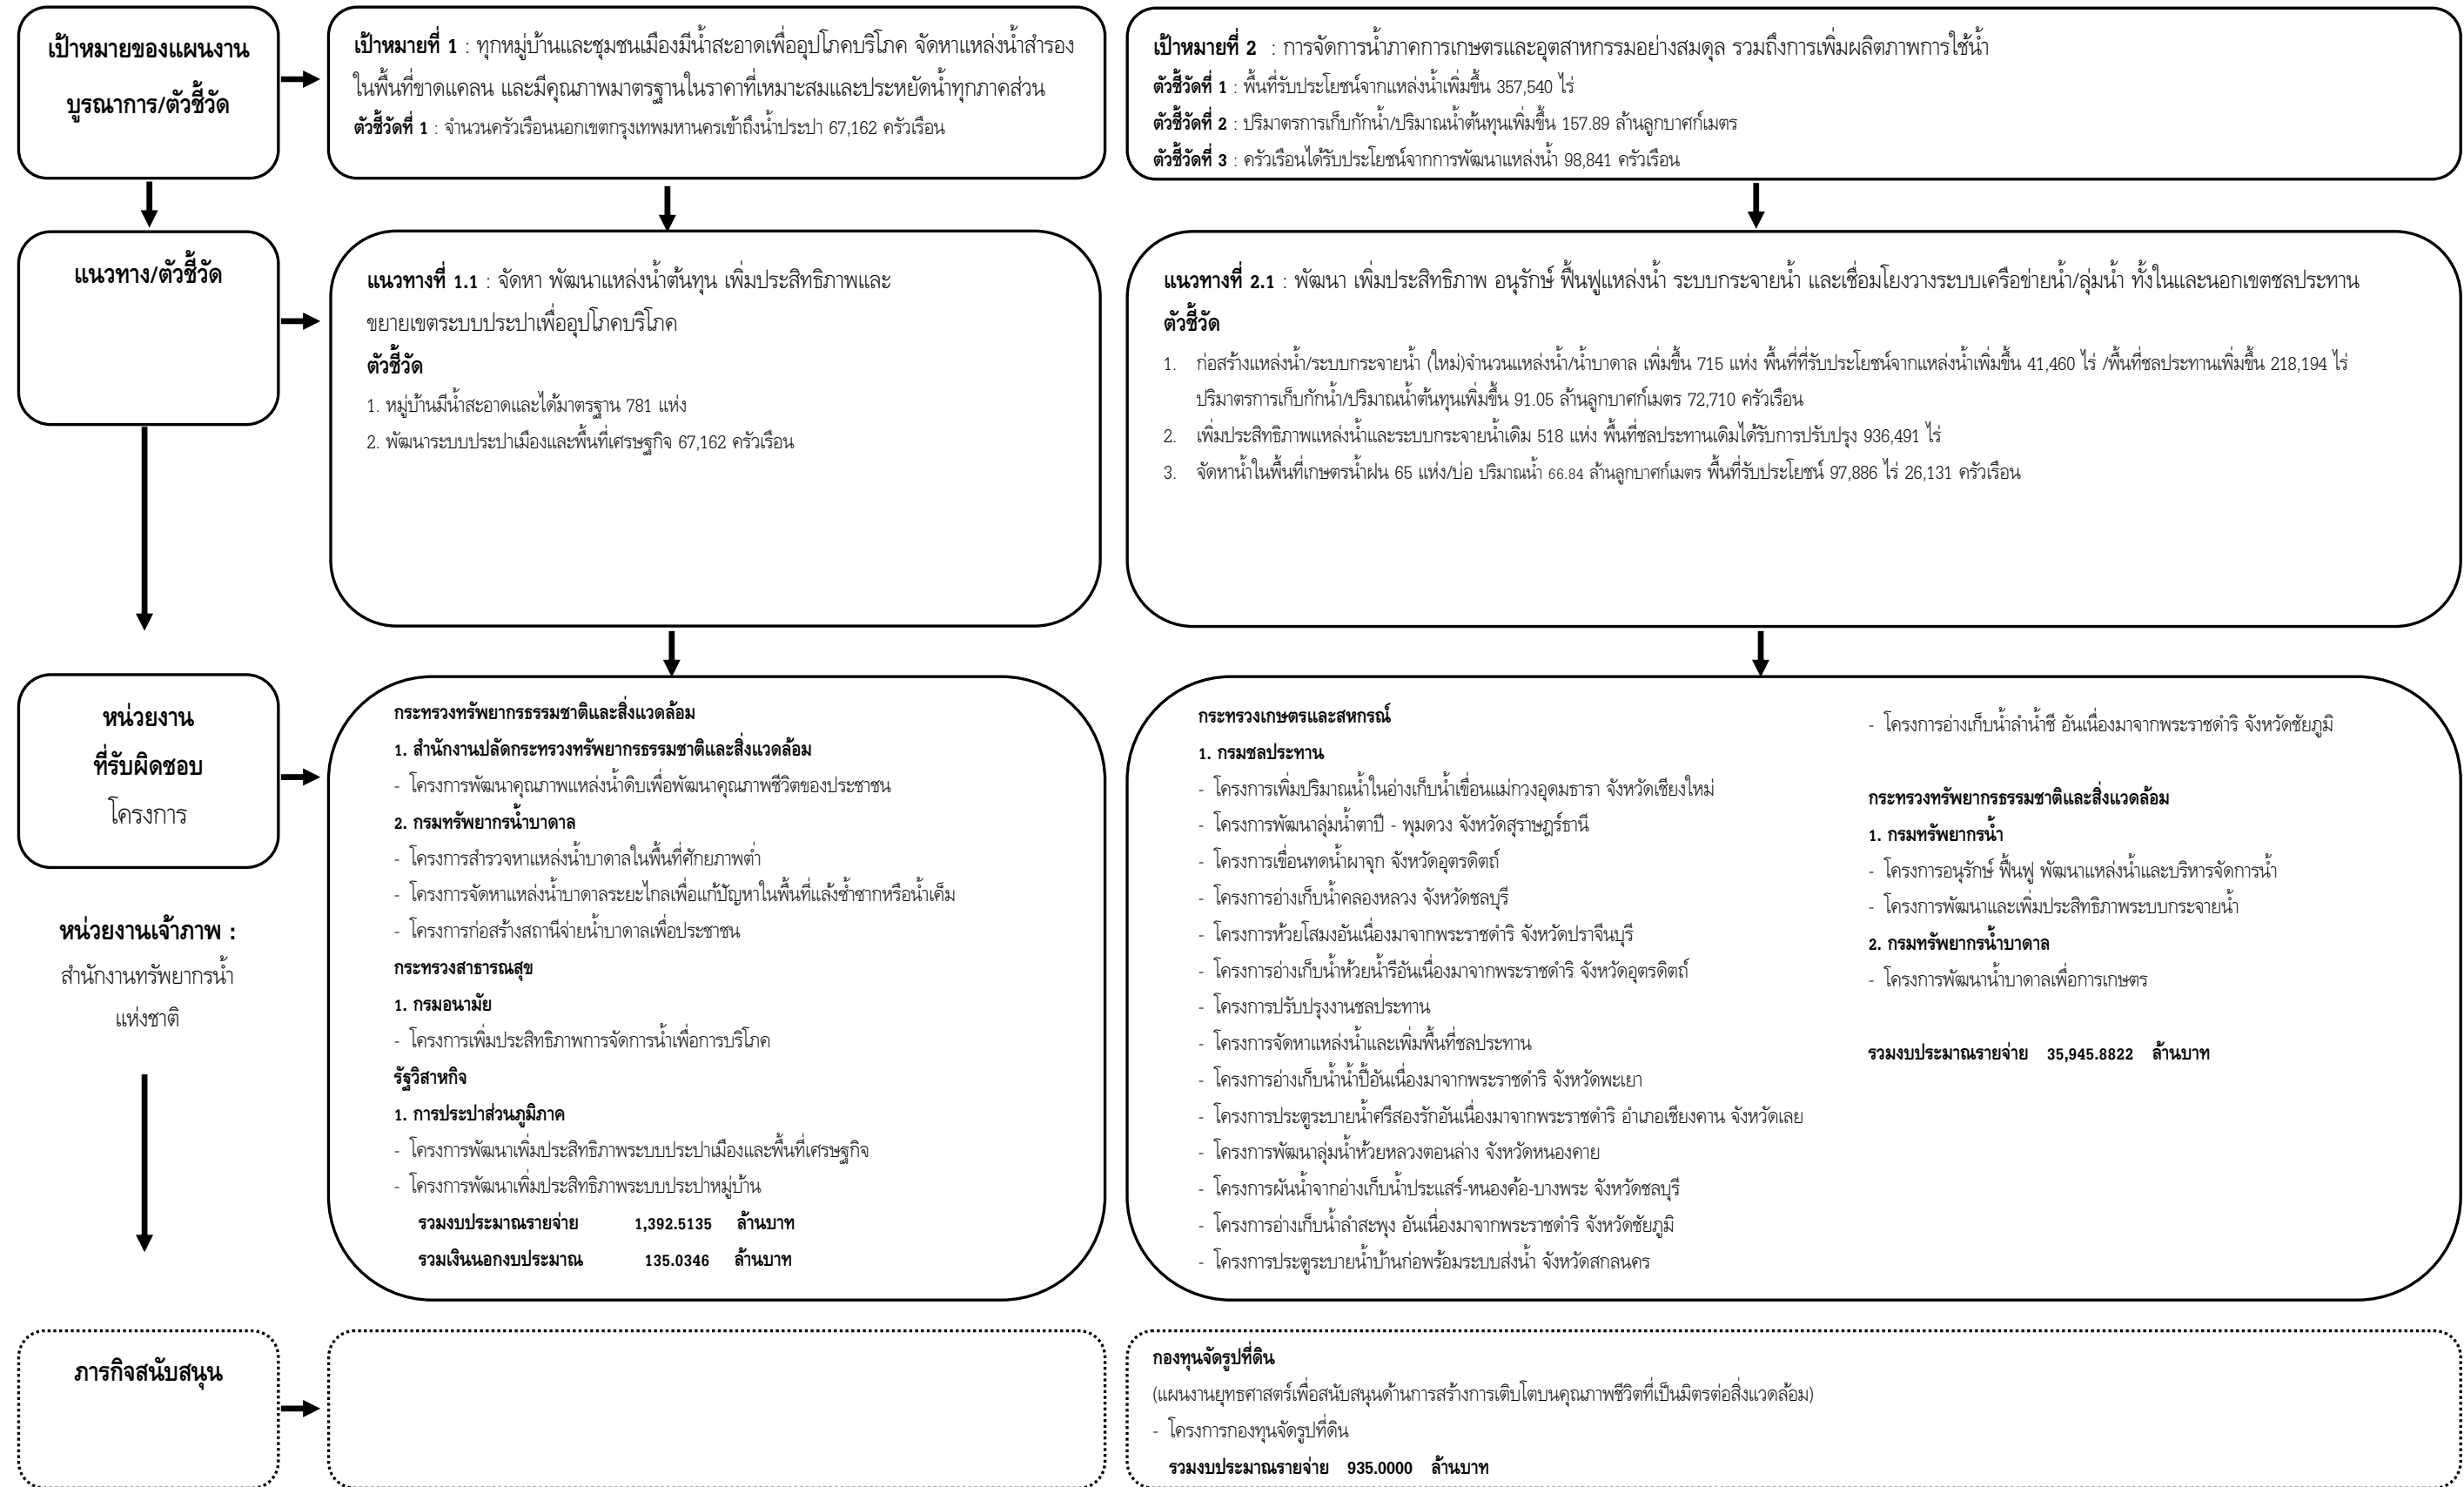 เป้าหมายของแผนงาน
บูรณาการ/ตัวชี้วัด
เป้าหมายที่ 1 : ทุกหมู่บ้านและชุมชนเมืองมีน้ำสะอาดเพื่ออุปโภคบริโภค จัดหาแหล่งน้ำสำรอง
ในพื้นที่ขาดแคลน และมีคุณภาพมาตรฐานในราคาที่เหมาะสมและประหยัดน้ำทุกภาคส่วน
ตัวชี้วัดที่ 1 : จำนวนครัวเรือนนอกเขตกรุงเทพมหานครเข้าถึงน้ำประปา 67,162 ครัวเรือน
เป้าหมายที่ 2 : การจัดการน้ำภาคการเกษตรและอุตสาหกรรมอย่างสมดุล รวมถึงการเพิ่มผลิตภาพการใช้น้ำ
ตัวชี้วัดที่ 1 : พื้นที่รับประโยชน์จากแหล่งน้ำเพิ่มขึ้น 357,540 ไร่
ตัวชี้วัดที่ 2 : ปริมาตรการเก็บกักน้ำ/ปริมาณน้ำต้นทุนเพิ่มขึ้น 157.89 ล้านลูกบาศก์เมตร
ตัวชี้วัดที่ 3 : ครัวเรือนได้รับประโยชน์จากการพัฒนาแหล่งน้ำ 98,841 ครัวเรือน
แนวทาง/ตัวชี้วัด
แนวทางที่ 1.1 : จัดหา พัฒนาแหล่งน้ำต้นทุน เพิ่มประสิทธิภาพและ
ขยายเขตระบบประปาเพื่ออุปโภคบริโภค
ตัวชี้วัด
1. หมู่บ้านมีน้ำสะอาดและได้มาตรฐาน 781 แห่ง
2. พัฒนาระบบประปาเมืองและพื้นที่เศรษฐกิจ 67,162 ครัวเรือน
แนวทางที่ 2.1 : พัฒนา เพิ่มประสิทธิภาพ อนุรักษ์ ฟื้นฟูแหล่งน้ำ ระบบกระจายน้ำ และเชื่อมโยงวางระบบเครือข่ายน้ำ/ลุ่มน้ำ ทั้งในและนอกเขตชลประทาน
ตัวชี้วัด
1. ก่อสร้างแหล่งน้ำ/ระบบกระจายน้ำ (ใหม่)จำนวนแหล่งน้ำ/น้ำบาดาล เพิ่มขึ้น 715 แห่ง พื้นที่ที่รับประโยชน์จากแหล่งน้ำเพิ่มขึ้น 41,460 ไร่ /พื้นที่ชลประทานเพิ่มขึ้น 218,194 ไร่
ปริมาตรการเก็บกักน้ำ/ปริมาณน้ำต้นทุนเพิ่มขึ้น 91.05 ล้านลูกบาศก์เมตร 72,710 ครัวเรือน
2. เพิ่มประสิทธิภาพแหล่งน้ำและระบบกระจายน้ำเดิม 518 แห่ง พื้นที่ชลประทานเดิมได้รับการปรับปรุง 936,491 ไร่
3. จัดหาน้ำในพื้นที่เกษตรน้ำฝน 65 แห่ง/บ่อ ปริมาณน้ำ 66.84 ล้านลูกบาศก์เมตร พื้นที่รับประโยชน์ 97,886 ไร่ 26,131 ครัวเรือน
หน่วยงาน
ที่รับผิดชอบ
โครงการ
หน่วยงานเจ้าภาพ :
สำนักงานทรัพยากรน้ำ
แห่งชาติ
กระทรวงทรัพยากรธรรมชาติและสิ่งแวดล้อม
1. สำนักงานปลัดกระทรวงทรัพยากรธรรมชาติและสิ่งแวดล้อม
- โครงการพัฒนาคุณภาพแหล่งน้ำดิบเพื่อพัฒนาคุณภาพชีวิตของประชาชน
2. กรมทรัพยากรน้ำบาดาล
- โครงการสำรวจหาแหล่งน้ำบาดาลในพื้นที่ศักยภาพต่ำ
- โครงการจัดหาแหล่งน้ำบาดาลระยะไกลเพื่อแก้ปัญหาในพื้นที่แล้งซ้ำซากหรือน้ำเค็ม
- โครงการก่อสร้างสถานีจ่ายน้ำบาดาลเพื่อประชาชน
กระทรวงสาธารณสุข
1. กรมอนามัย
- โครงการเพิ่มประสิทธิภาพการจัดการน้ำเพื่อการบริโภค
รัฐวิสาหกิจ
1. การประปาส่วนภูมิภาค
- โครงการพัฒนาเพิ่มประสิทธิภาพระบบประปาเมืองและพื้นที่เศรษฐกิจ
- โครงการพัฒนาเพิ่มประสิทธิภาพระบบประปาหมู่บ้าน
รวมงบประมาณรายจ่าย 1,392.5135 ล้านบาท
รวมเงินนอกงบประมาณ 135.0346 ล้านบาท
กระทรวงเกษตรและสหกรณ์
1. กรมชลประทาน
- โครงการเพิ่มปริมาณน้ำในอ่างเก็บน้ำเขื่อนแม่กวงอุดมธารา จังหวัดเชียงใหม่
- โครงการพัฒนาลุ่มน้ำตาปี - พุมดวง จังหวัดสุราษฎร์ธานี
- โครงการเขื่อนทดน้ำผาจุก จังหวัดอุตรดิตถ์
- โครงการอ่างเก็บน้ำคลองหลวง จังหวัดชลบุรี
- โครงการห้วยโสมงอันเนื่องมาจากพระราชดำริ จังหวัดปราจีนบุรี
- โครงการอ่างเก็บน้ำห้วยน้ำรีอันเนื่องมาจากพระราชดำริ จังหวัดอุตรดิตถ์
- โครงการปรับปรุงงานชลประทาน
- โครงการจัดหาแหล่งน้ำและเพิ่มพื้นที่ชลประทาน
- โครงการอ่างเก็บน้ำน้ำปี้อันเนื่องมาจากพระราชดำริ จังหวัดพะเยา
- โครงการประตูระบายน้ำศรีสองรักอันเนื่องมาจากพระราชดำริ อำเภอเชียงคาน จังหวัดเลย
- โครงการพัฒนาลุ่มน้ำห้วยหลวงตอนล่าง จังหวัดหนองคาย
- โครงการผันน้ำจากอ่างเก็บน้ำประแสร์-หนองค้อ-บางพระ จังหวัดชลบุรี
- โครงการอ่างเก็บน้ำลำสะพุง อันเนื่องมาจากพระราชดำริ จังหวัดชัยภูมิ
- โครงการประตูระบายน้ำบ้านก่อพร้อมระบบส่งน้ำ จังหวัดสกลนคร
- โครงการอ่างเก็บน้ำลำน้ำชี อันเนื่องมาจากพระราชดำริ จังหวัดชัยภูมิ
กระทรวงทรัพยากรธรรมชาติและสิ่งแวดล้อม
1. กรมทรัพยากรน้ำ
- โครงการอนุรักษ์ ฟื้นฟู พัฒนาแหล่งน้ำและบริหารจัดการน้ำ
- โครงการพัฒนาและเพิ่มประสิทธิภาพระบบกระจายน้ำ
2. กรมทรัพยากรน้ำบาดาล
- โครงการพัฒนาน้ำบาดาลเพื่อการเกษตร
รวมงบประมาณรายจ่าย 35,945.8822 ล้านบาท
ภารกิจสนับสนุน
กองทุนจัดรูปที่ดิน
(แผนงานยุทธศาสตร์เพื่อสนับสนุนด้านการสร้างการเติบโตบนคุณภาพชีวิตที่เป็นมิตรต่อสิ่งแวดล้อม)
- โครงการกองทุนจัดรูปที่ดิน
รวมงบประมาณรายจ่าย 935.0000 ล้านบาท